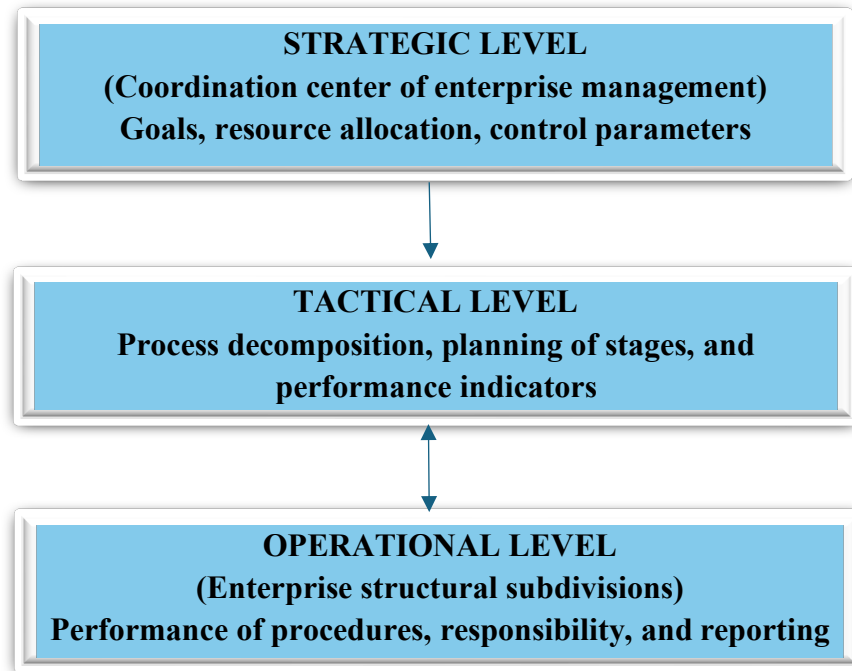 STRATEGIC LEVEL
(Coordination center of enterprise management)
Goals, resource allocation, control parameters
TACTICAL LEVEL
Process decomposition, planning of stages, and
performance indicators
OPERATIONAL LEVEL
(Enterprise structural subdivisions)
Performance of procedures, responsibility, and reporting